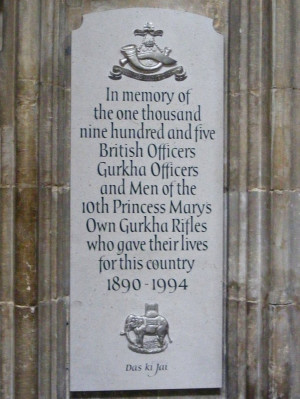 In memory of
the one thousand
nine hundred and five
British Officers
Gurkha Officers
and Men of the
10th Princess Mary's
Own Gurkha Rifles
who gave their lives
for this country
1890 - 1994
Das ki Jai